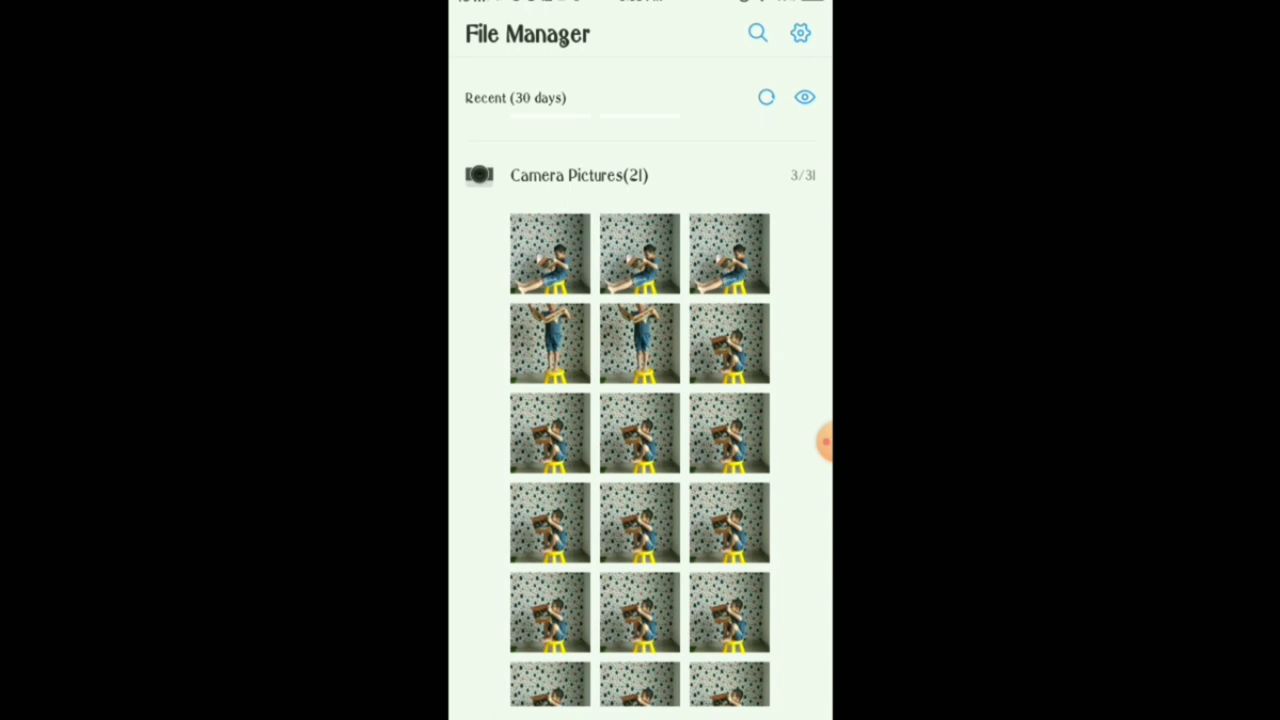 File Manager
Recent (30 days)
Camera Pictures(21)
3/31